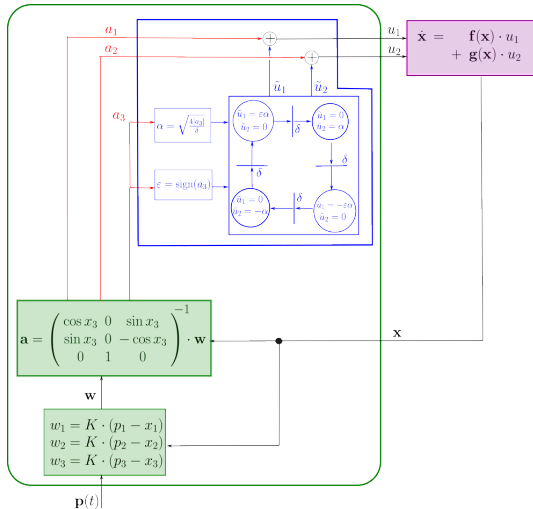 a₁
u₁
ẋ = f(x) · u₁
a₂
u₂
+ g(x) · u₂
ũ₁ ũ₂
a₃
α = √(4|a₃|/δ)
ũ₁ = εα
ũ₂ = 0
δ
ũ₁ = 0
ũ₂ = α
ε = sign(a₃)
δ
δ
ũ₁ = 0
ũ₂ = −α
δ
ũ₁ = −εα
ũ₂ = 0
a = ( cos x₃ 0 sin x₃
sin x₃ 0 − cos x₃
0 1 0 )⁻¹ · w
x
w
w₁ = K · (p₁ − x₁)
w₂ = K · (p₂ − x₂)
w₃ = K · (p₃ − x₃)
p(t)